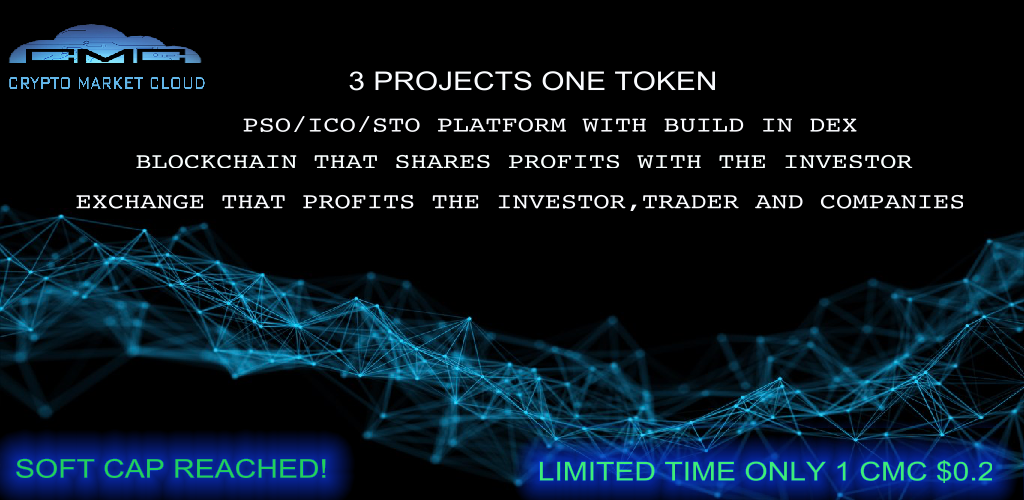 CMC
CRYPTO MARKET CLOUD
3 PROJECTS ONE TOKEN
PSO/ICO/STO PLATFORM WITH BUILD IN DEX
BLOCKCHAIN THAT SHARES PROFITS WITH THE INVESTOR
EXCHANGE THAT PROFITS THE INVESTOR,TRADER AND COMPANIES
SOFT CAP REACHED!
LIMITED TIME ONLY 1 CMC $0.2